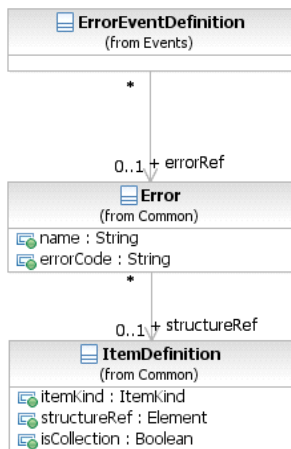 ErrorEventDefinition
(from Events)
*
0..1 + errorRef
Error
(from Common)
name : String
errorCode : String
*
0..1 + structureRef
ItemDefinition
(from Common)
itemKind : ItemKind
structureRef : Element
isCollection : Boolean